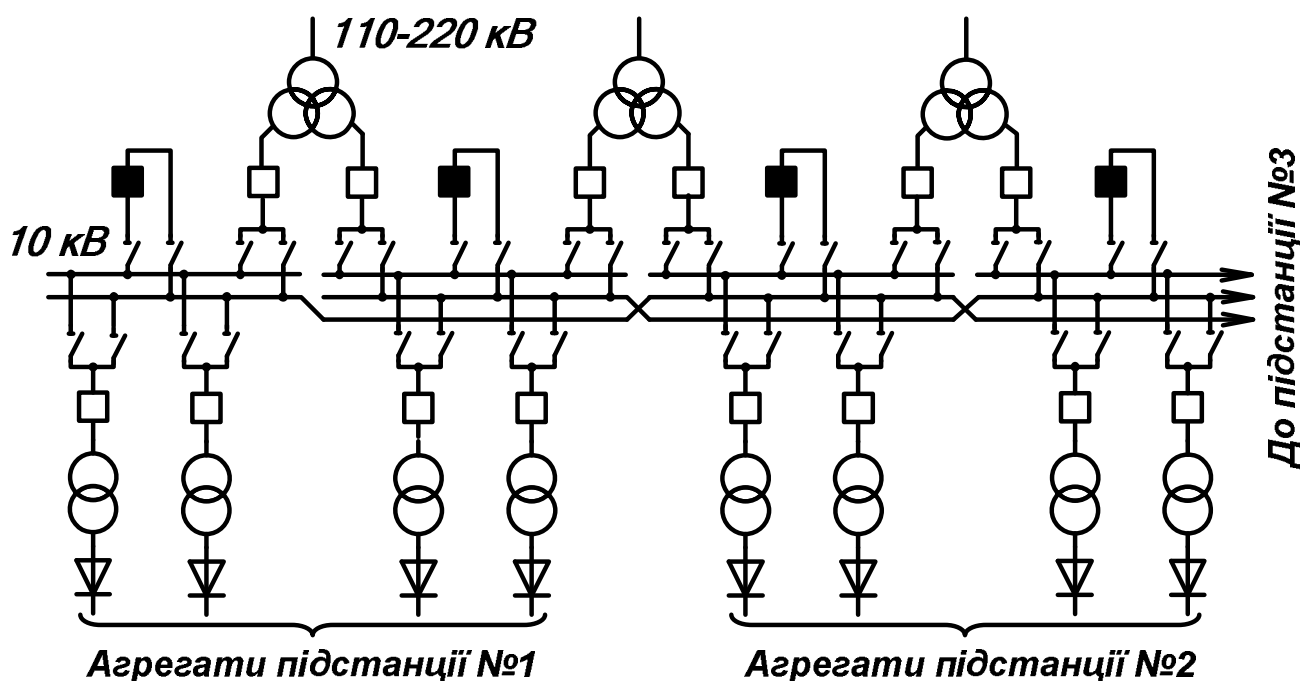 110-220 кВ
10 кВ
До підстанції №3
Агрегати підстанції №1
Агрегати підстанції №2